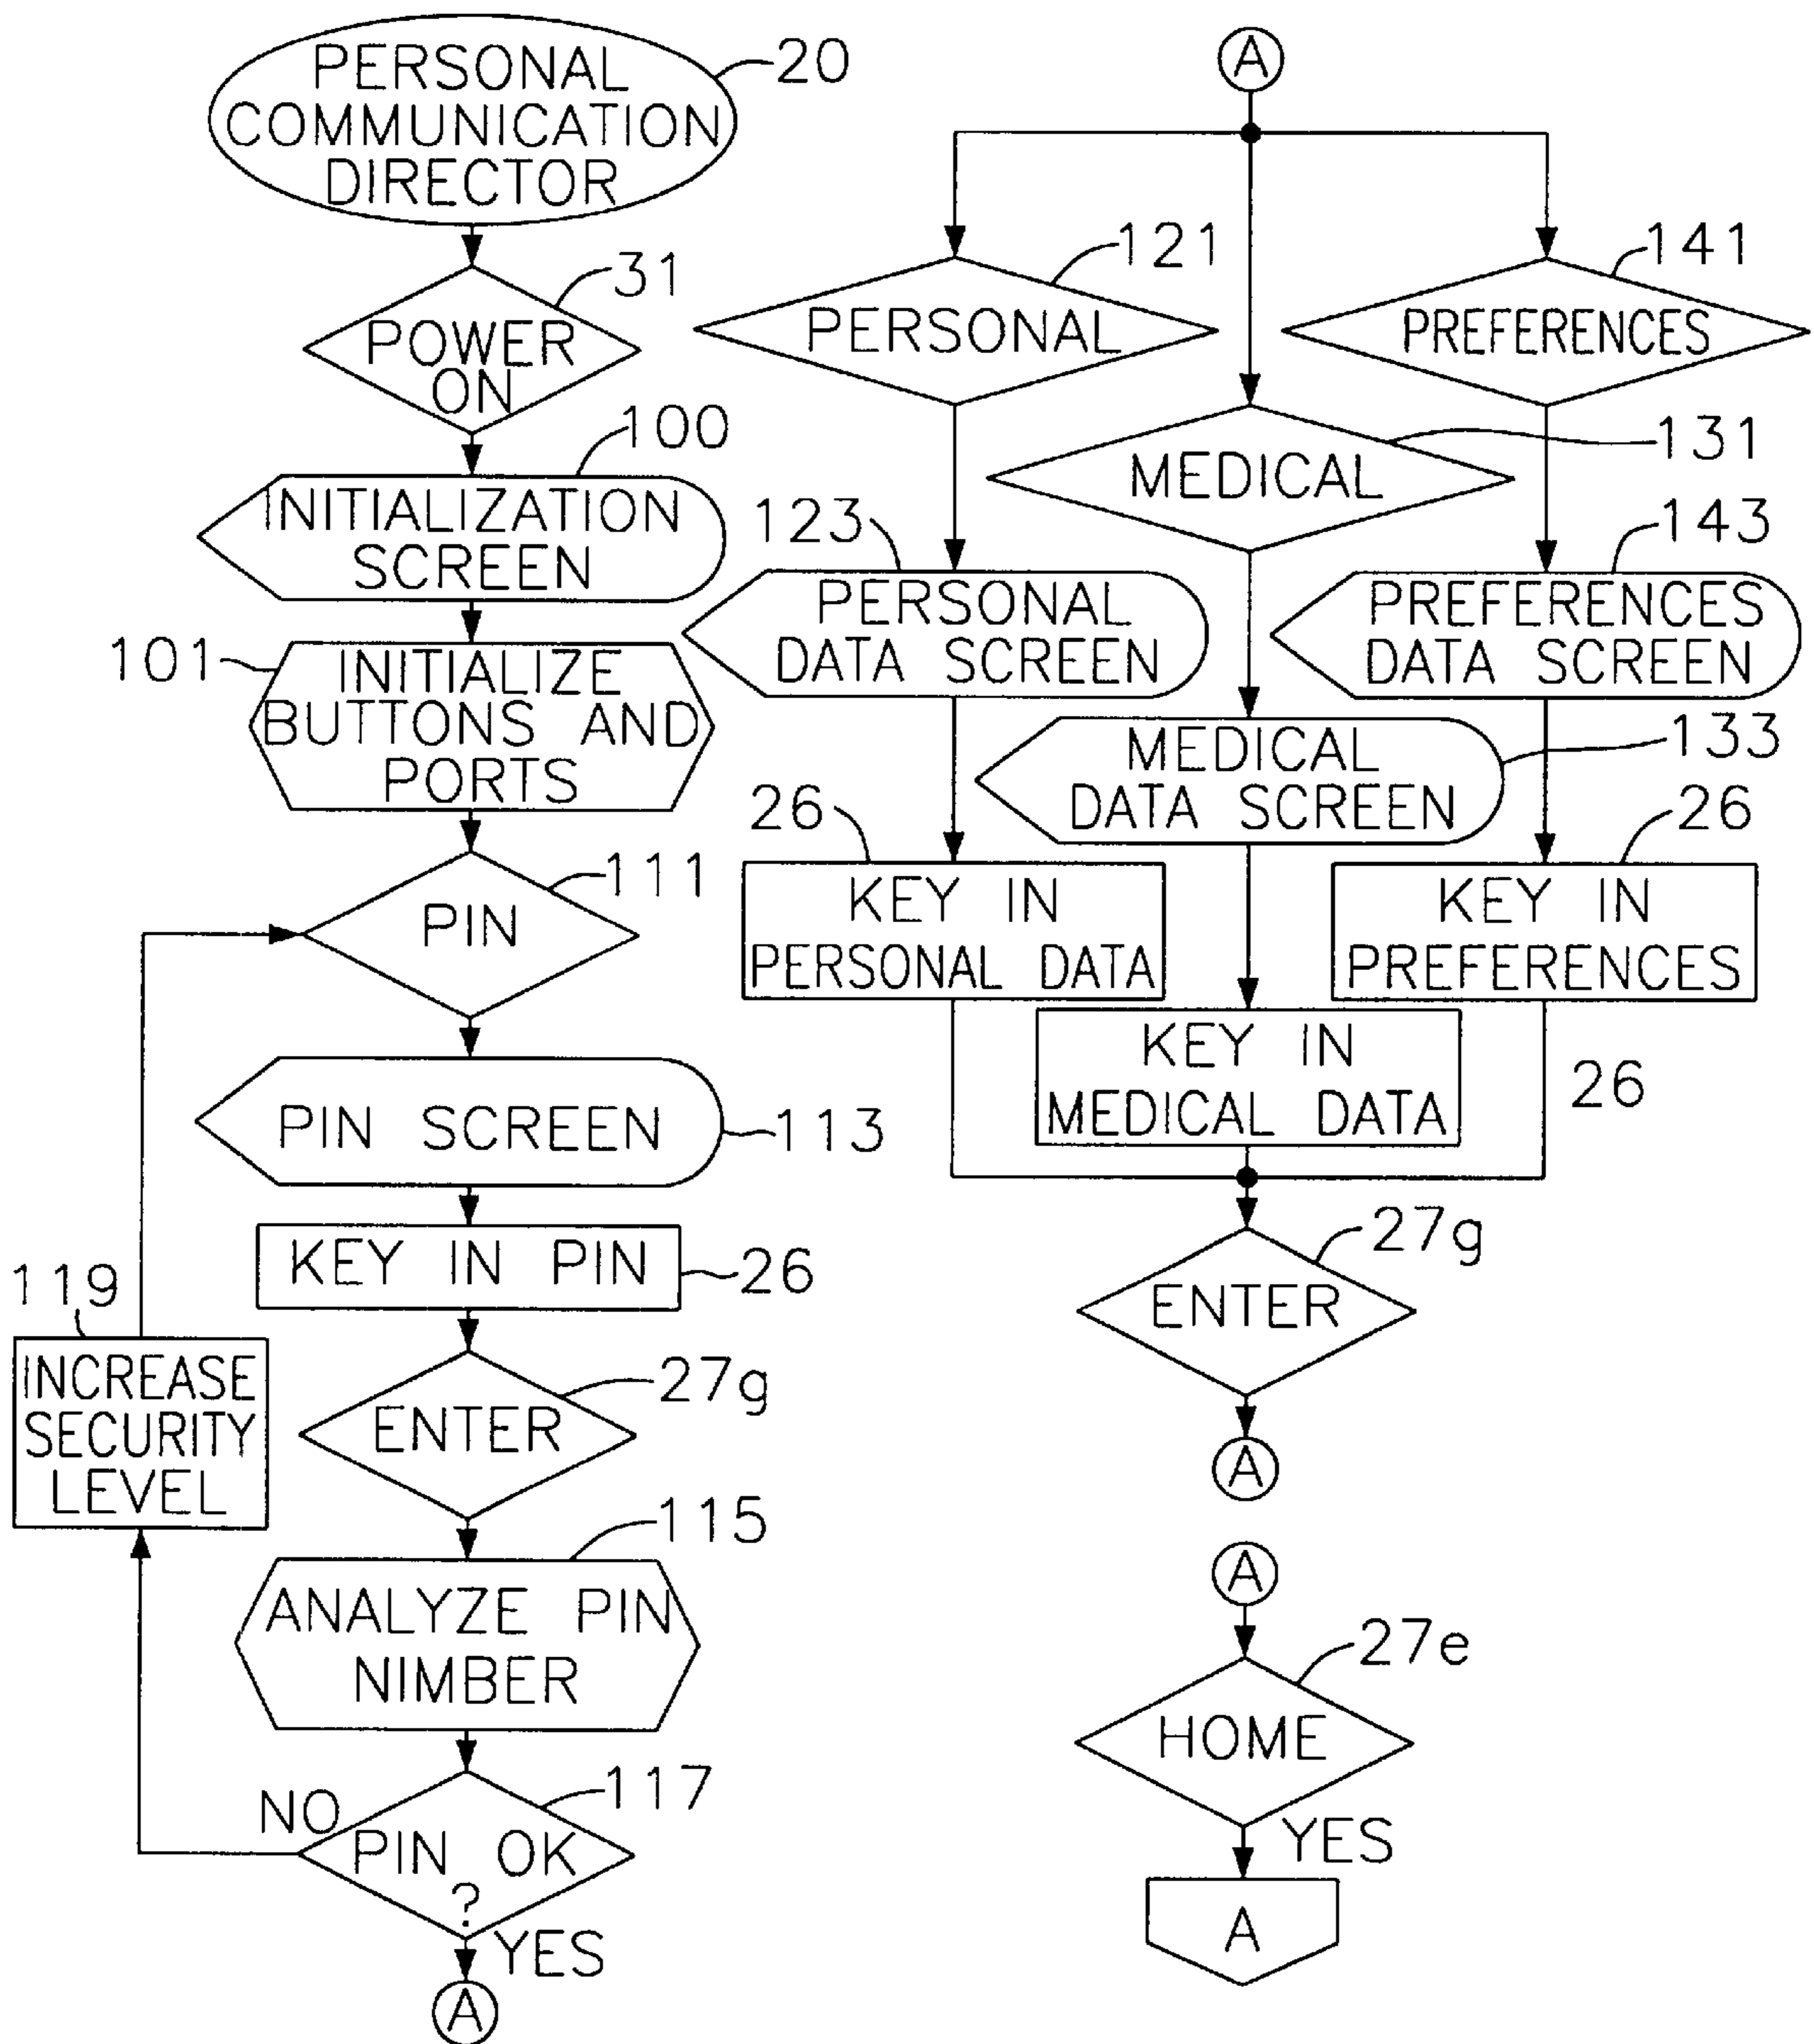 PERSONAL
COMMUNICATION
DIRECTOR
20
POWER
ON
31
INITIALIZATION
SCREEN
100
INITIALIZE
BUTTONS AND
PORTS
101
PIN
111
PIN SCREEN
113
KEY IN PIN
26
ENTER
27g
ANALYZE PIN
NIMBER
115
PIN OK
?
117
NO
INCREASE
SECURITY
LEVEL
119
YES
A
A
PERSONAL
121
MEDICAL
131
PREFERENCES
141
PERSONAL
DATA SCREEN
123
MEDICAL
DATA SCREEN
133
PREFERENCES
DATA SCREEN
143
KEY IN
PERSONAL DATA
26
KEY IN
MEDICAL DATA
26
KEY IN
PREFERENCES
26
ENTER
27g
A
A
HOME
27e
YES
A